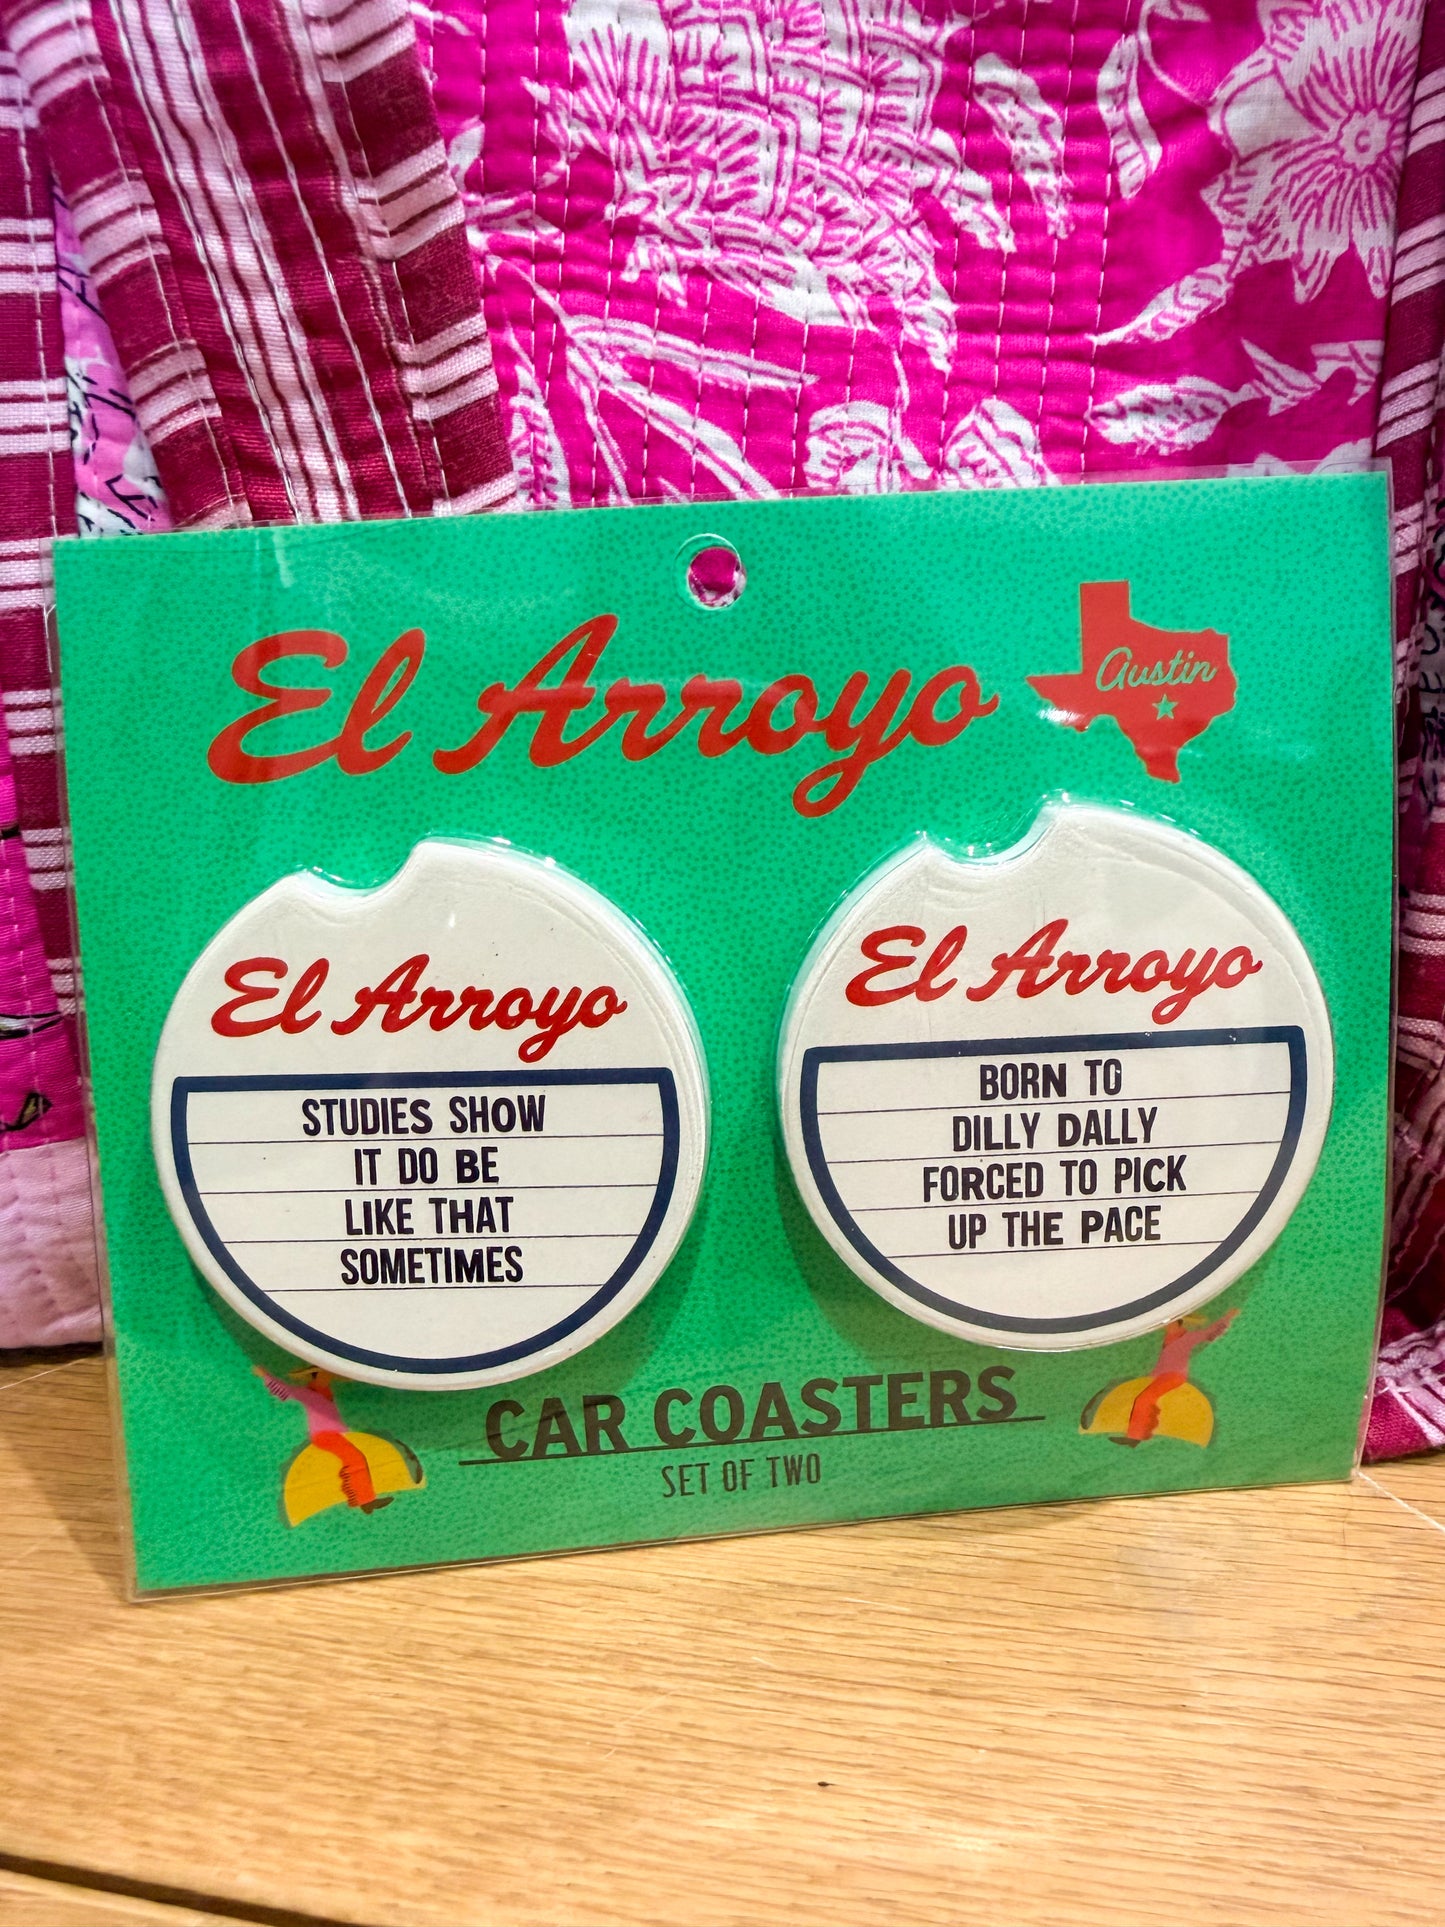 El Arroyo
Austin
El Arroyo
STUDIES SHOW
IT DO BE
LIKE THAT
SOMETIMES
El Arroyo
BORN TO
DILLY DALLY
FORCED TO PICK
UP THE PACE
CAR COASTERS
SET OF TWO